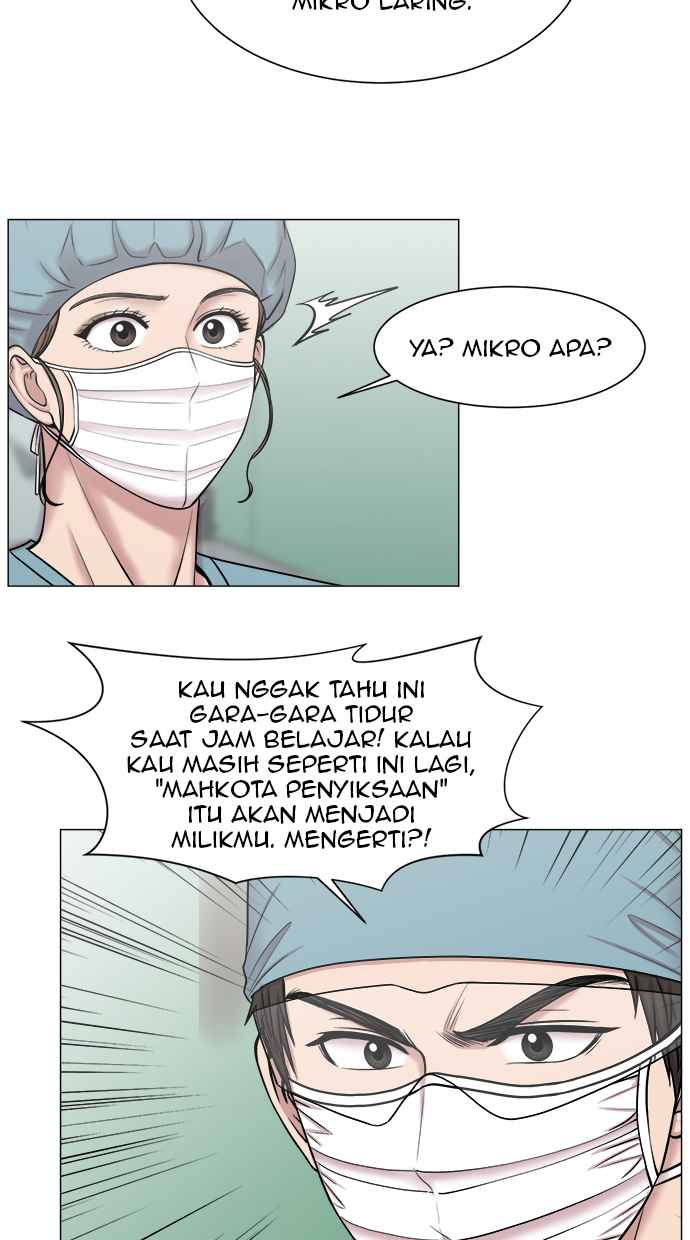 MIKRO LARING.
YA? MIKRO APA?
KAU NGGAK TAHU INI
GARA-GARA TIDUR
SAAT JAM BELAJAR! KALAU
KAU MASIH SEPERTI INI LAGI,
"MAHKOTA PENYIKSAAN"
ITU AKAN MENJADI
MILIKMU. MENGERTI?!